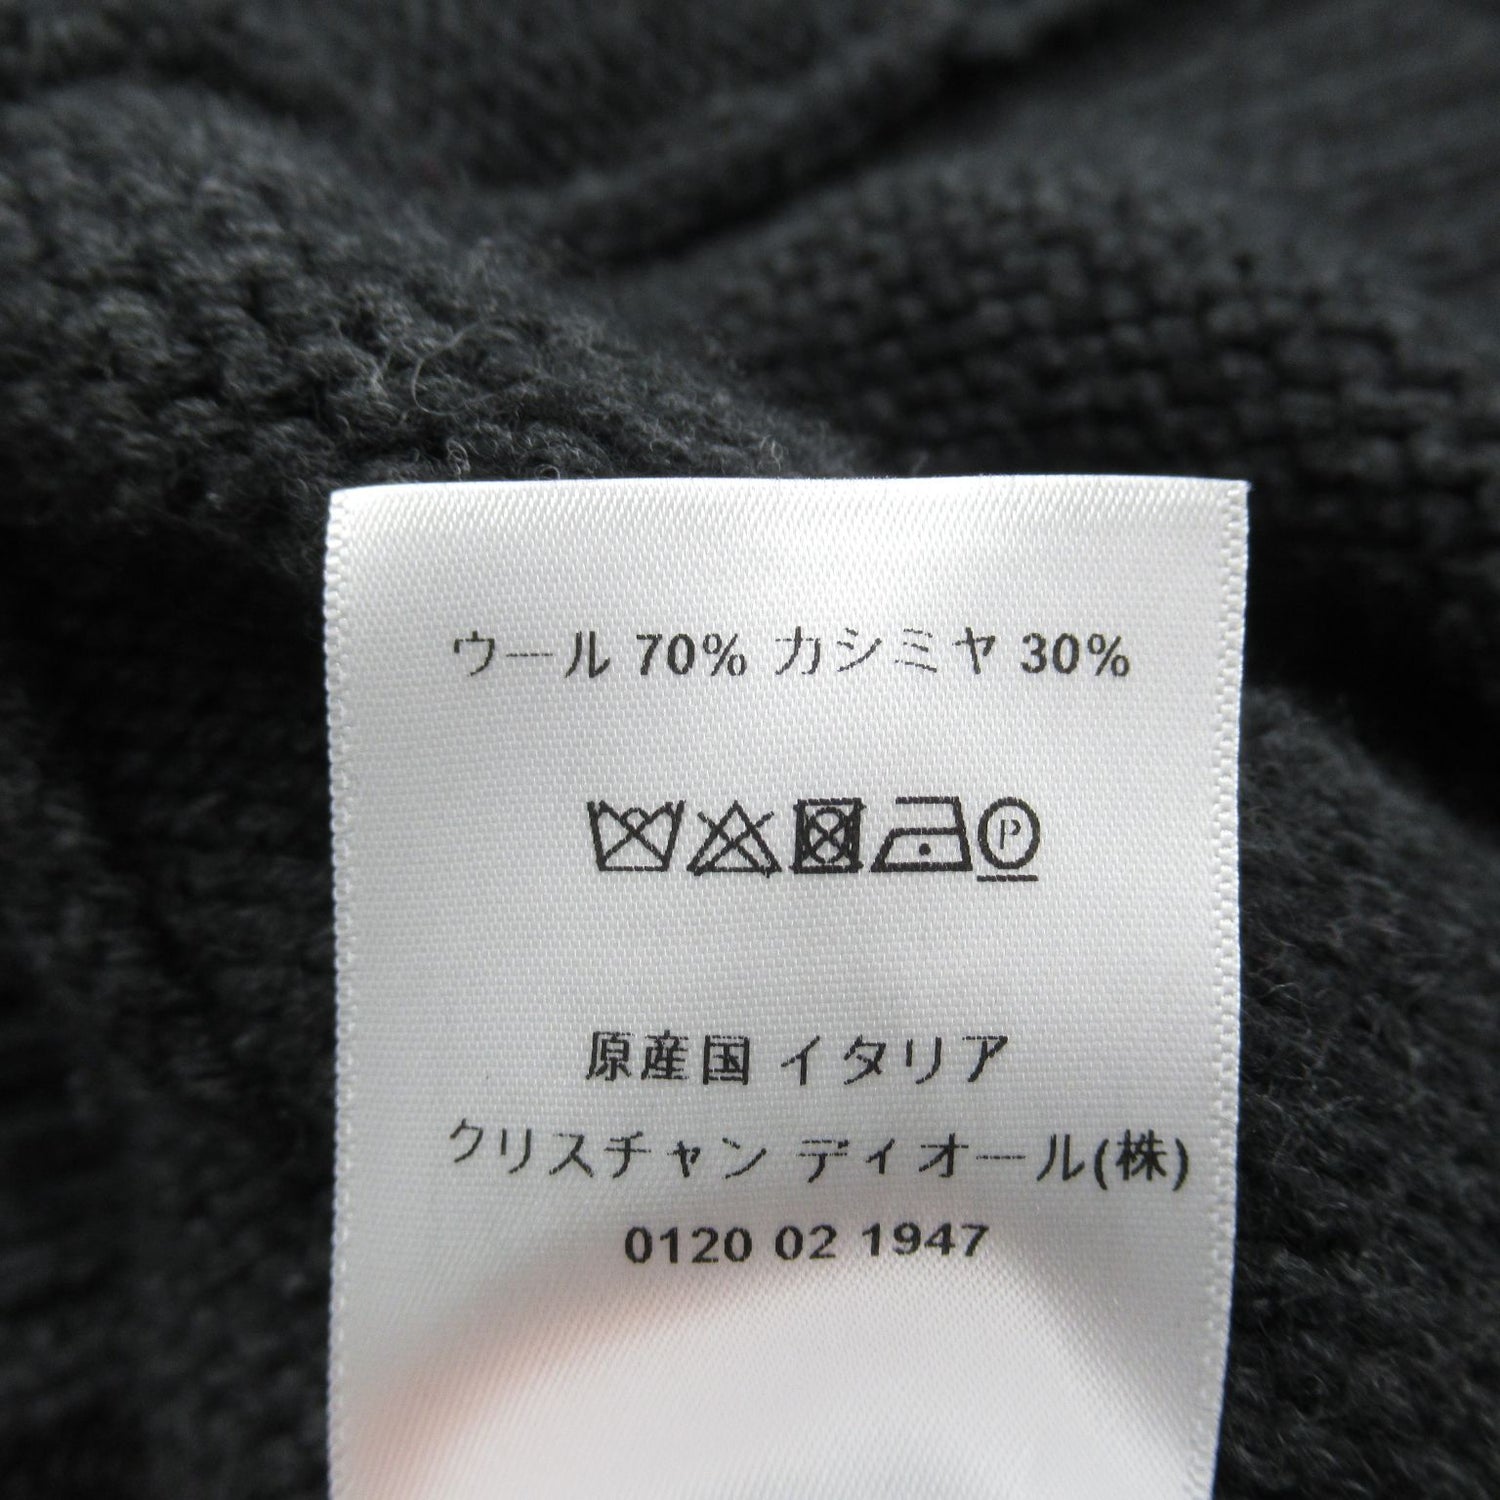 ウール 70% カシミヤ 30%
P
原産国 イタリア
クリスチャン ディオール(株)
0120 02 1947